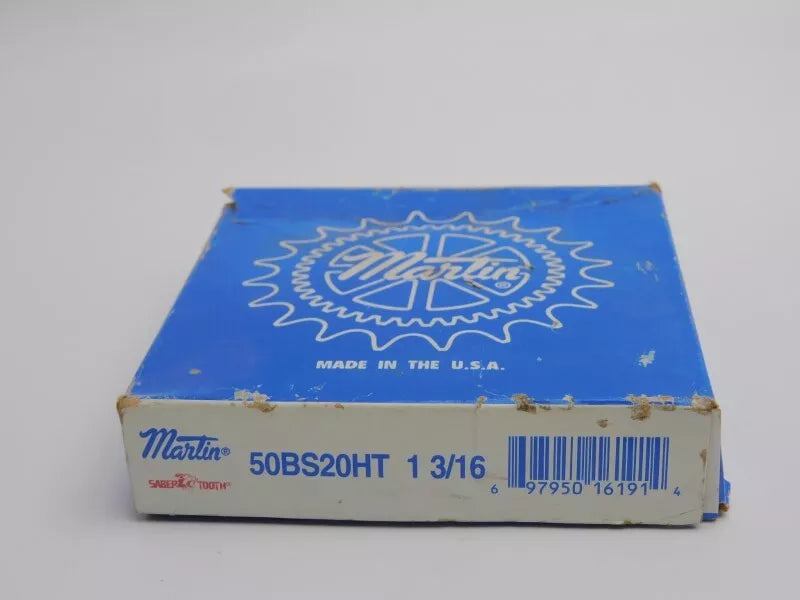 Martin®
MADE IN THE U.S.A.
Martin® 50BS20HT 1 3/16
SABER TOOTH®
6 97950 16191 4